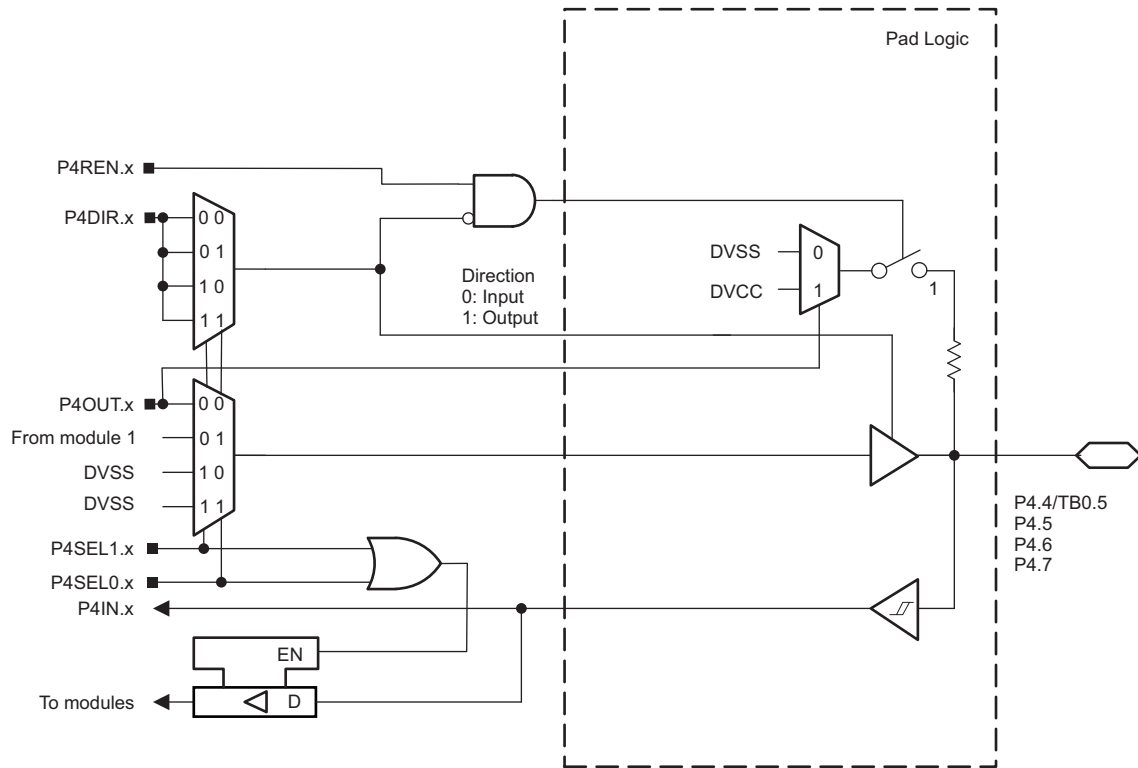 Pad Logic
P4REN.x
P4DIR.x
0 0
0 1
1 0
1 1
Direction
0: Input
1: Output
DVSS
0
DVCC
1
1
P4OUT.x
0 0
From module 1
0 1
DVSS
1 0
DVSS
1 1
P4.4/TB0.5
P4.5
P4.6
P4.7
P4SEL1.x
P4SEL0.x
P4IN.x
EN
To modules
D